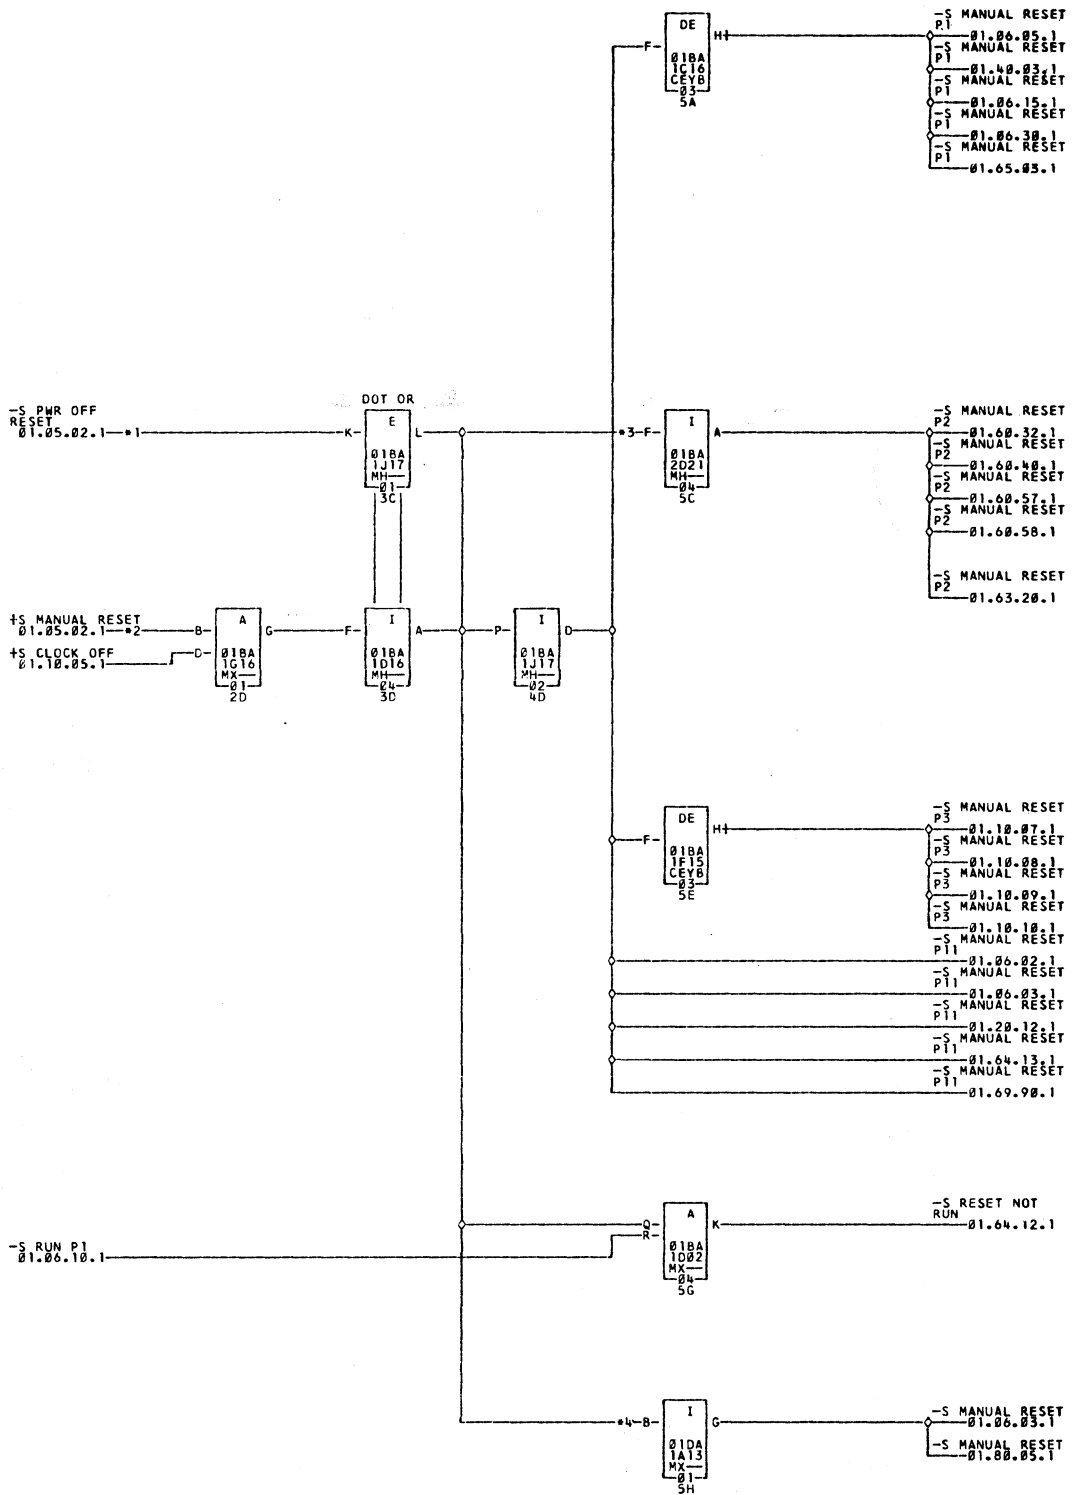 -S MANUAL RESET
P1
01.06.05.1
-S MANUAL RESET
P1
01.40.03.1
-S MANUAL RESET
P1
01.06.15.1
-S MANUAL RESET
P1
01.06.30.1
-S MANUAL RESET
P1
01.65.03.1
DE
F H
01BA
1C16
CEYB
03
5A
-S PWR OFF
RESET
01.05.02.1 *1
DOT OR
E
K L
01BA
1J17
MH
01
3C
I
*3 F A
01BA
2D21
MH
04
5C
-S MANUAL RESET
P2
01.60.32.1
-S MANUAL RESET
P2
01.60.40.1
-S MANUAL RESET
P2
01.60.57.1
-S MANUAL RESET
P2
01.60.58.1
-S MANUAL RESET
P2
01.63.20.1
+S MANUAL RESET
01.05.02.1 *2
+S CLOCK OFF
01.10.05.1
A
B G
D
01BA
1G16
MX
01
2D
I
F A
01BA
1D16
MH
04
3D
I
P D
01BA
1J17
MH
02
4D
DE
F H
01BA
1F15
CEYB
03
5E
-S MANUAL RESET
P3
01.10.07.1
-S MANUAL RESET
P3
01.10.08.1
-S MANUAL RESET
P3
01.10.09.1
-S MANUAL RESET
P3
01.10.10.1
-S MANUAL RESET
P11
01.06.02.1
-S MANUAL RESET
P11
01.06.03.1
-S MANUAL RESET
P11
01.20.12.1
-S MANUAL RESET
P11
01.64.13.1
-S MANUAL RESET
P11
01.69.90.1
-S RUN P1
01.06.10.1
A
Q K
R
01BA
1D02
MX
04
5G
-S RESET NOT
RUN
01.64.12.1
I
*4 B G
01DA
1A13
MX
01
5H
-S MANUAL RESET
01.06.03.1
-S MANUAL RESET
01.80.05.1